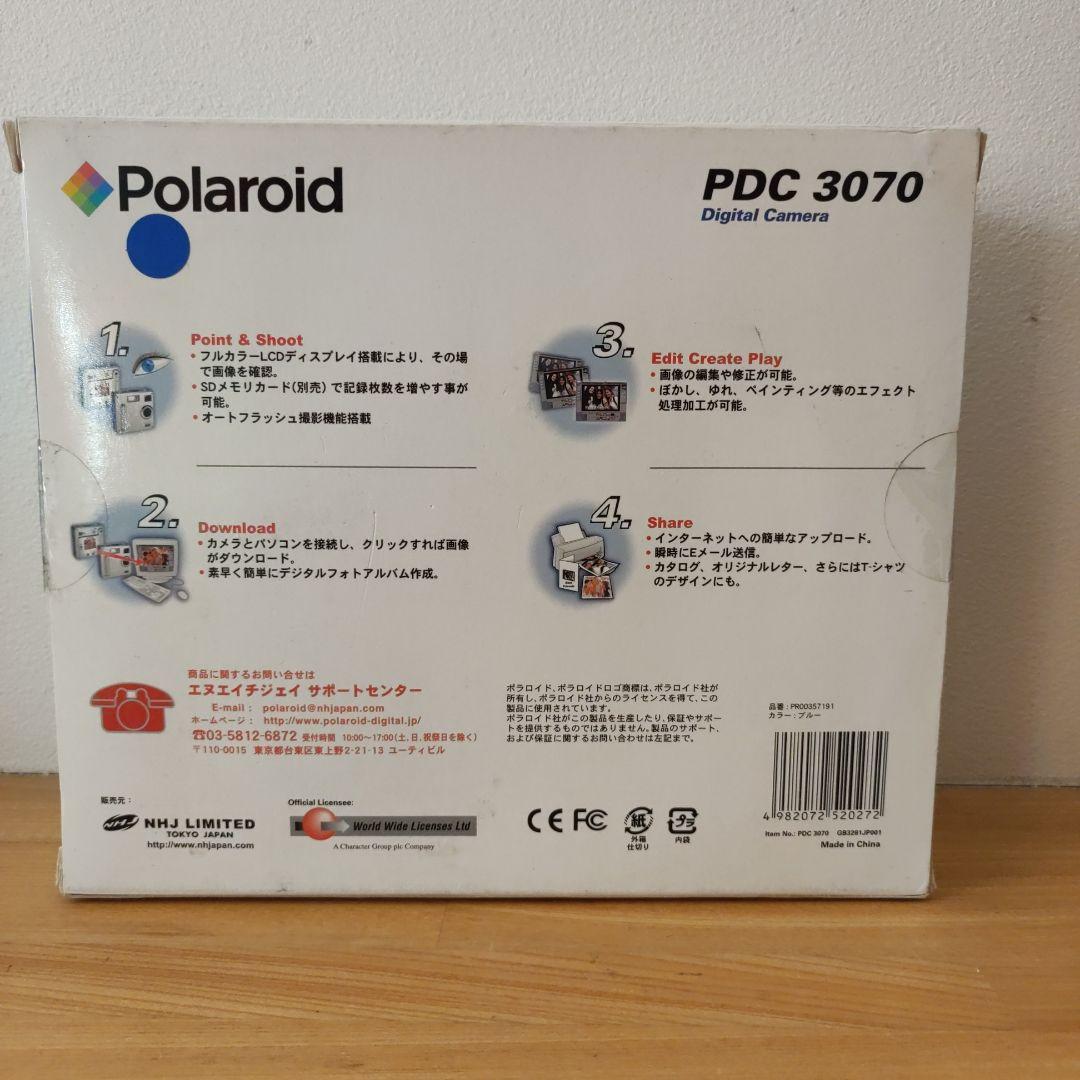 Polaroid
PDC 3070
Digital Camera
1.
Point & Shoot
• フルカラーLCDディスプレイ搭載により、その場
で画像を確認。
• SDメモリカード(別売)で記録枚数を増やす事が
可能。
• オートフラッシュ撮影機能搭載
2.
Download
• カメラとパソコンを接続し、クリックすれば画像
がダウンロード。
• 素早く簡単にデジタルフォトアルバム作成。
3.
Edit Create Play
• 画像の編集や修正が可能。
• ぼかし、ゆれ、ペインティング等のエフェクト
処理加工が可能。
4.
Share
• インターネットへの簡単なアップロード。
• 瞬時にEメール送信。
• カタログ、オリジナルレター、さらにはT-シャツ
のデザインにも。
商品に関するお問い合せは
エヌエイチジェイ サポートセンター
E-mail : polaroid@nhjapan.com
ホームページ : http://www.polaroid-digital.jp/
☎03-5812-6872 受付時間 10:00〜17:00(土,日,祝祭日を除く)
〒110-0015 東京都台東区東上野2-21-13 ユーティビル
ポラロイド、ポラロイドロゴ商標は、ポラロイド社が
所有し、ポラロイド社からのライセンスを得て、この
製品に使用されています。
ポラロイド社がこの製品を生産したり、保証やサポー
トを提供するものではありません。製品のサポート、
および保証に関するお問い合わせは左記まで。
品番 : PR00357191
カラー : ブルー
4 982072 520272
Item No.: PDC 3070 GB3281JP001
Made in China
販売元 :
NHJ
NHJ LIMITED
TOKYO JAPAN
http://www.nhjapan.com
Official Licensee:
World Wide Licenses Ltd
A Character Group plc Company
CE FC
紙
外箱
仕切り
プラ
内袋